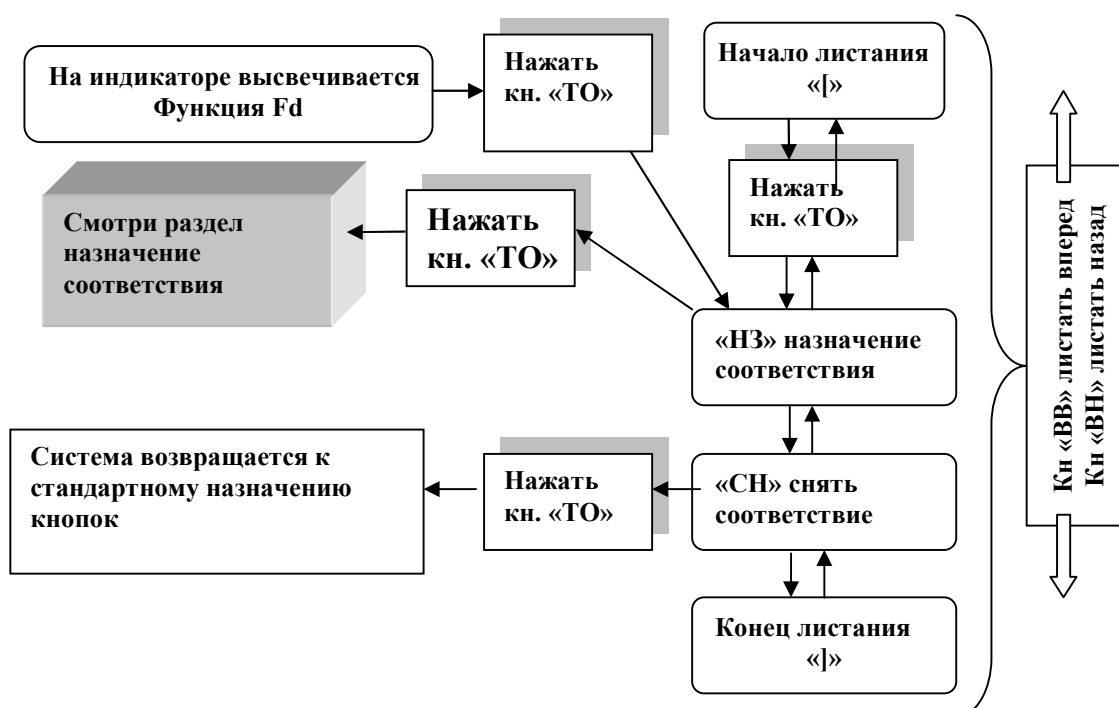 На индикаторе высвечивается
Функция Fd
Нажать
кн. «ТО»
Начало листания
«[»
Нажать
кн. «ТО»
Смотри раздел
назначение
соответствия
Нажать
кн. «ТО»
«НЗ» назначение
соответствия
Система возвращается к
стандартному назначению
кнопок
Нажать
кн. «ТО»
«СН» снять
соответствие
Конец листания
«]»
Кн «ВВ» листать вперед
Кн «ВН» листать назад